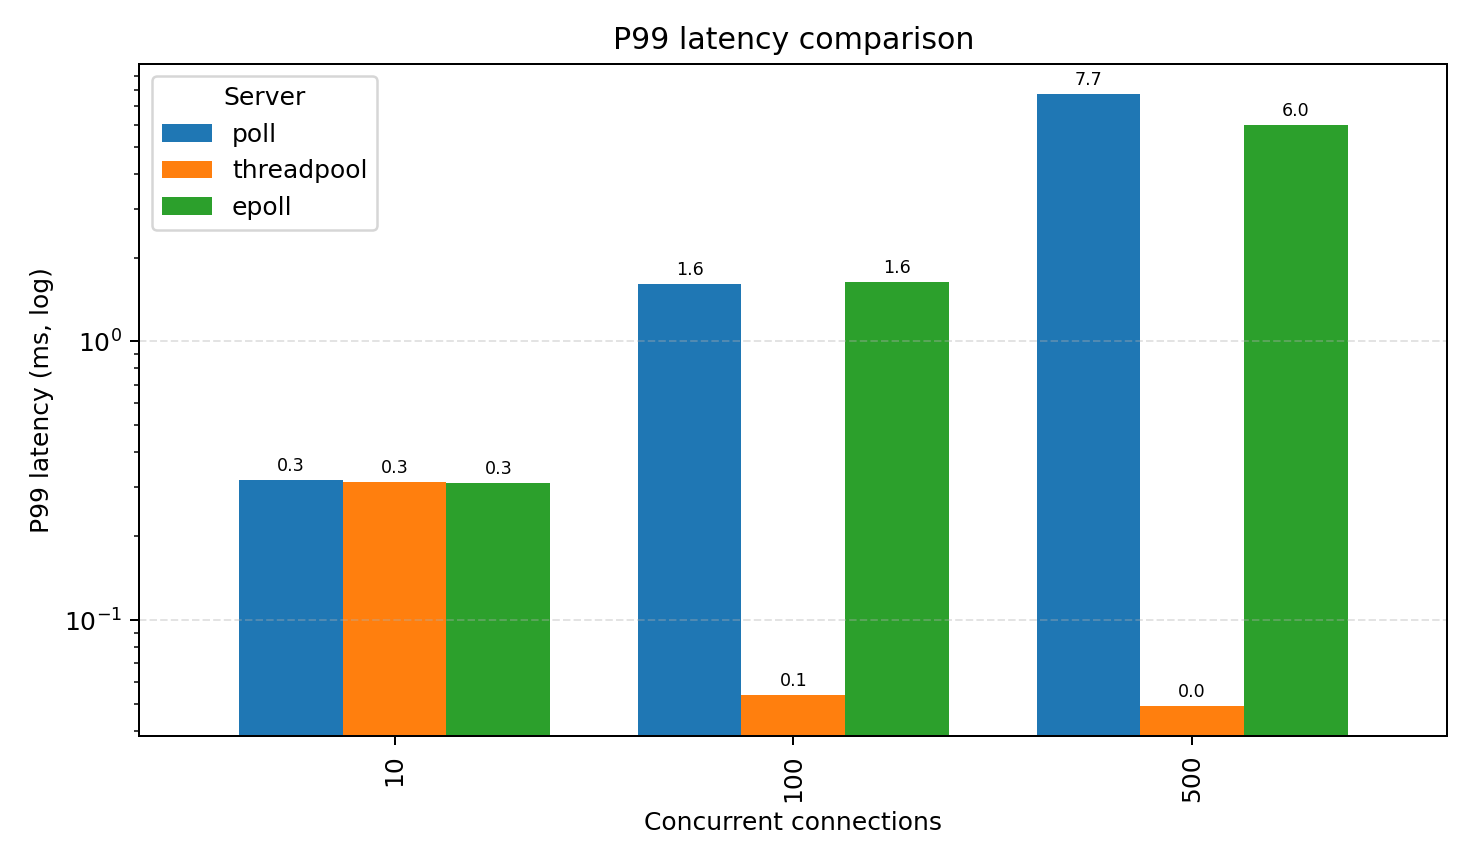 P99 latency comparison
Server
poll
threadpool
epoll
7.7
6.0
1.6
1.6
0.3
0.3
0.3
0.1
0.0
10⁰
10⁻¹
P99 latency (ms, log)
10
100
500
Concurrent connections